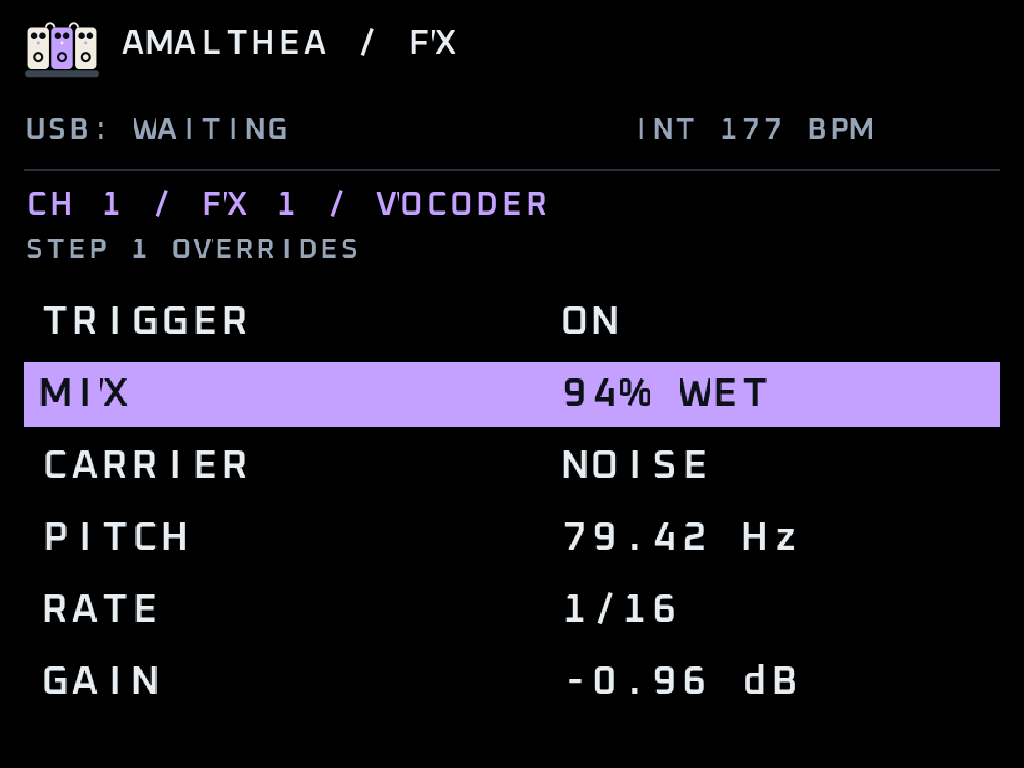 AMALTHEA / FX
USB: WAITING INT 177 BPM
CH 1 / FX 1 / VOCODER
STEP 1 OVERRIDES
TRIGGER ON
MIX 94% WET
CARRIER NOISE
PITCH 79.42 Hz
RATE 1/16
GAIN -0.96 dB